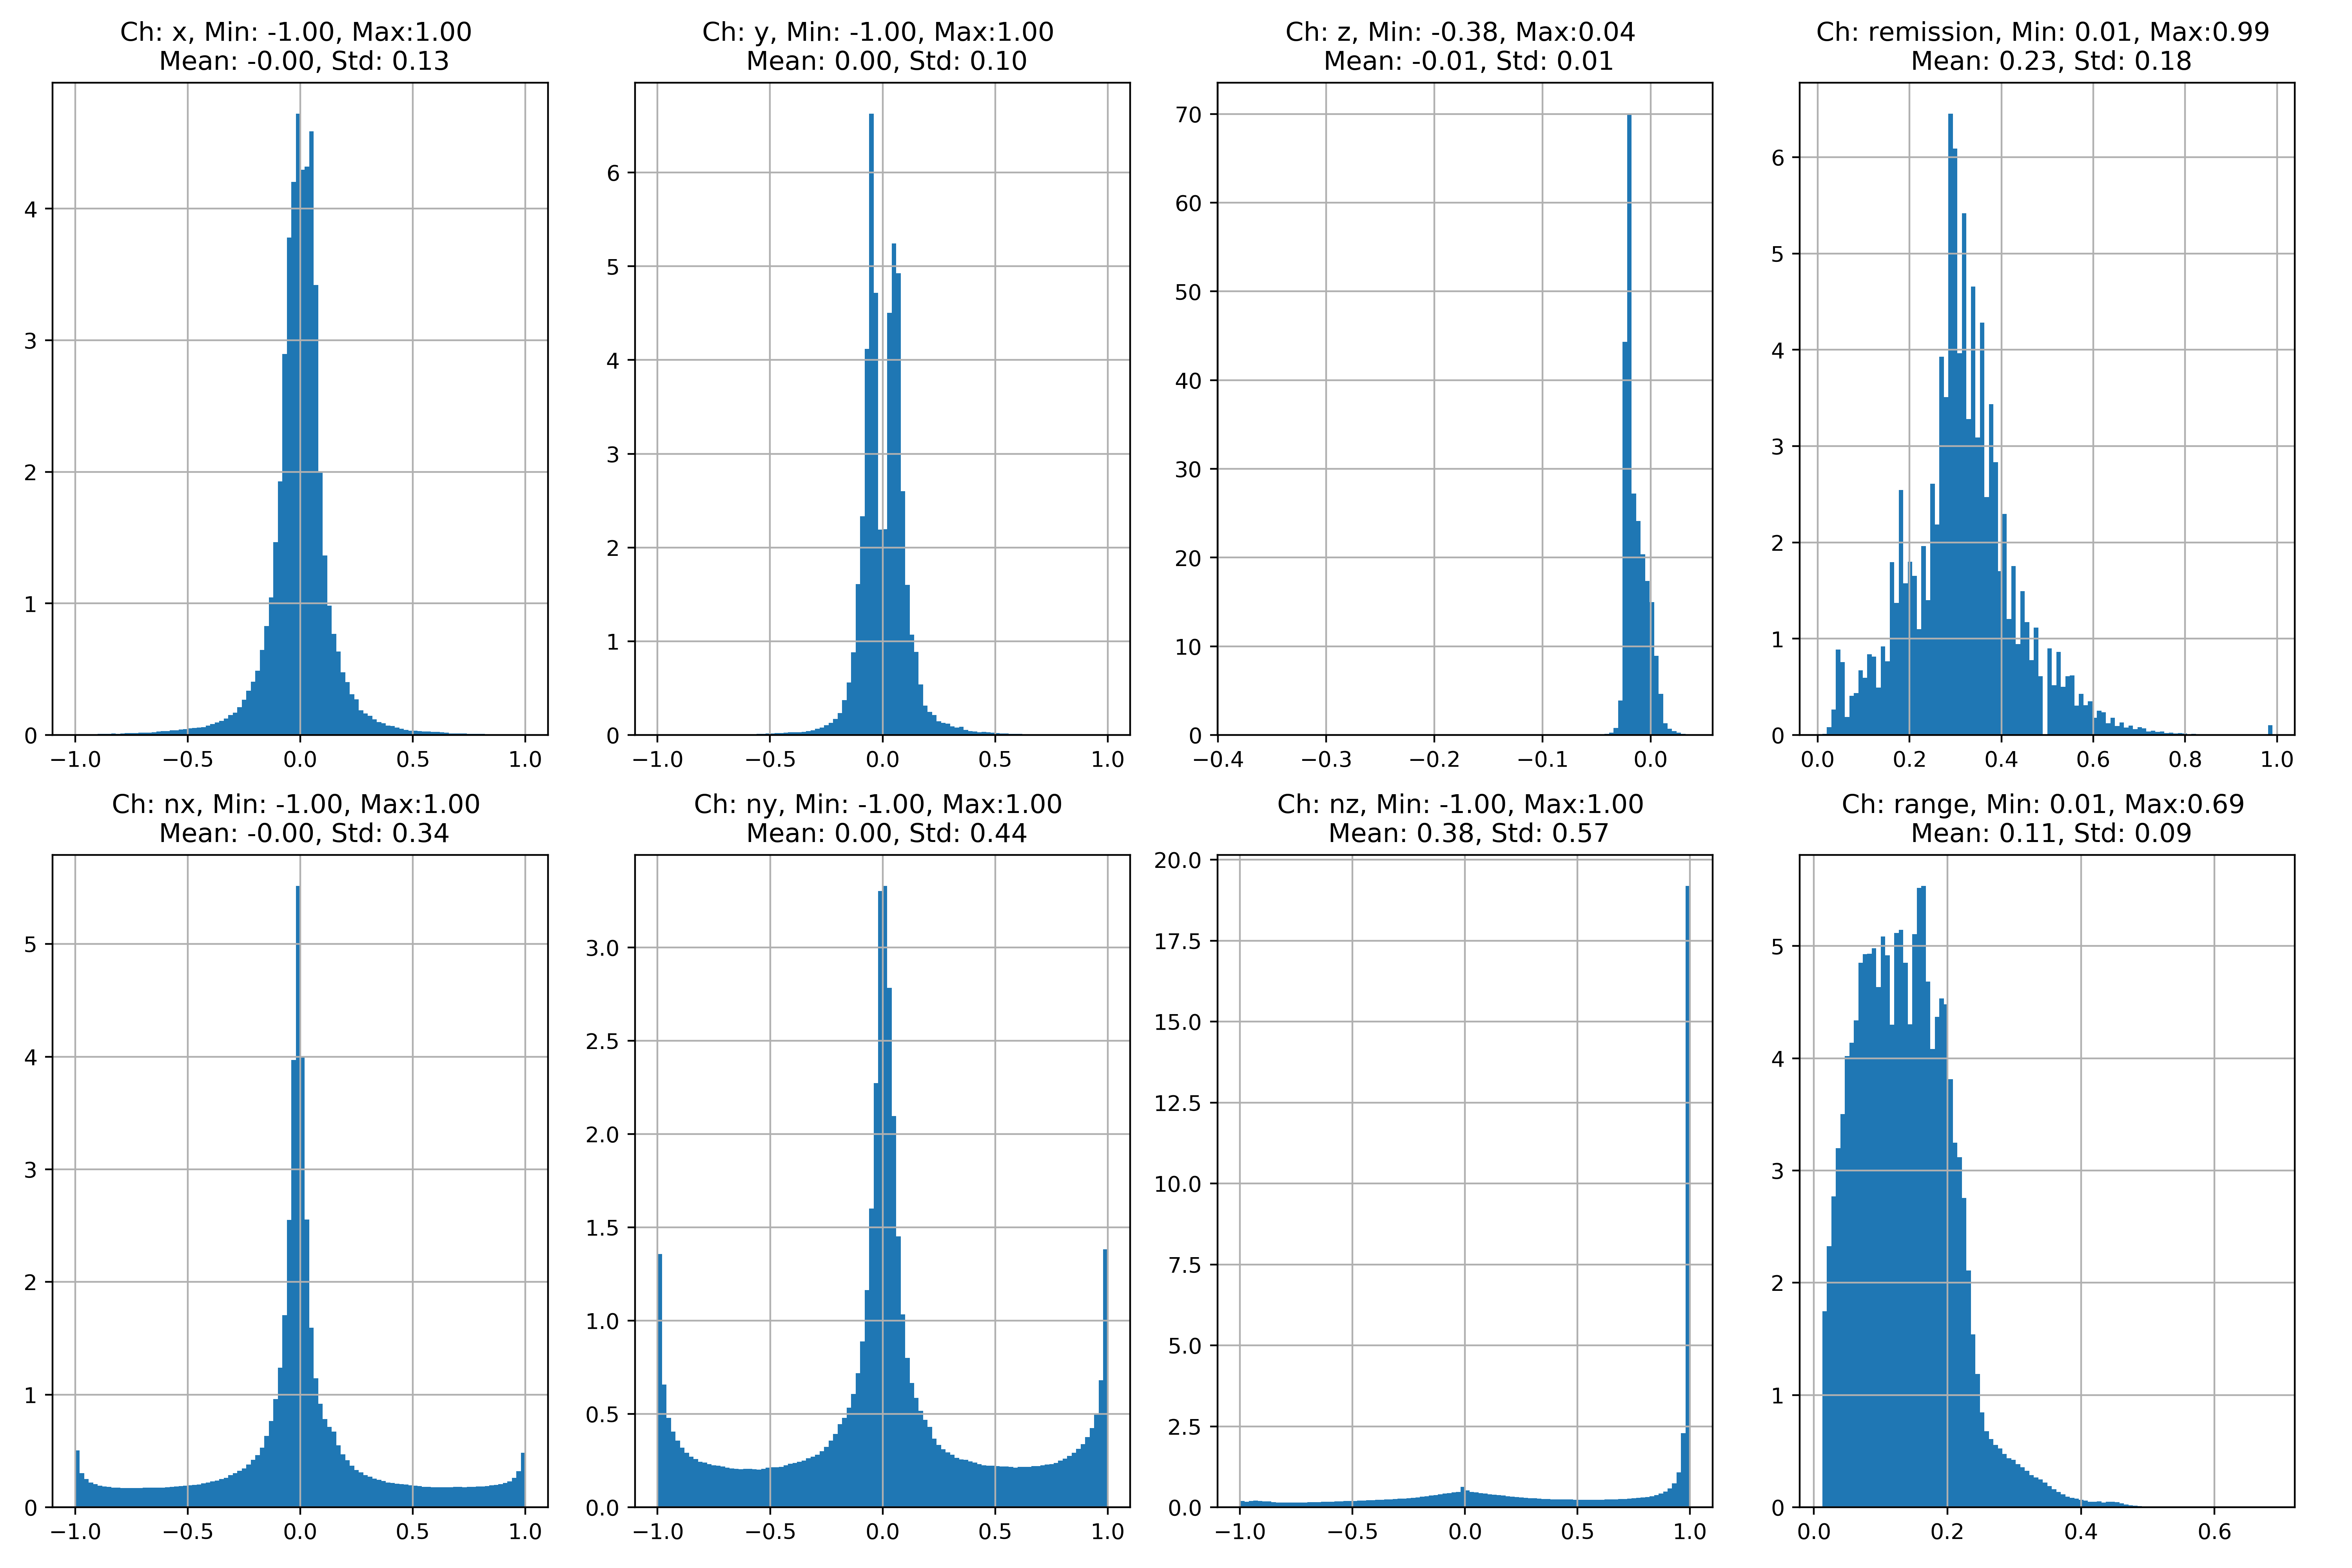 Ch: x, Min: -1.00, Max:1.00
Mean: -0.00, Std: 0.13
4
3
2
1
0
−1.0 −0.5 0.0 0.5 1.0
Ch: y, Min: -1.00, Max:1.00
Mean: 0.00, Std: 0.10
6
5
4
3
2
1
0
−1.0 −0.5 0.0 0.5 1.0
Ch: z, Min: -0.38, Max:0.04
Mean: -0.01, Std: 0.01
70
60
50
40
30
20
10
0
−0.4 −0.3 −0.2 −0.1 0.0
Ch: remission, Min: 0.01, Max:0.99
Mean: 0.23, Std: 0.18
6
5
4
3
2
1
0
0.0 0.2 0.4 0.6 0.8 1.0
Ch: nx, Min: -1.00, Max:1.00
Mean: -0.00, Std: 0.34
5
4
3
2
1
0
−1.0 −0.5 0.0 0.5 1.0
Ch: ny, Min: -1.00, Max:1.00
Mean: 0.00, Std: 0.44
3.0
2.5
2.0
1.5
1.0
0.5
0.0
−1.0 −0.5 0.0 0.5 1.0
Ch: nz, Min: -1.00, Max:1.00
Mean: 0.38, Std: 0.57
20.0
17.5
15.0
12.5
10.0
7.5
5.0
2.5
0.0
−1.0 −0.5 0.0 0.5 1.0
Ch: range, Min: 0.01, Max:0.69
Mean: 0.11, Std: 0.09
5
4
3
2
1
0
0.0 0.2 0.4 0.6